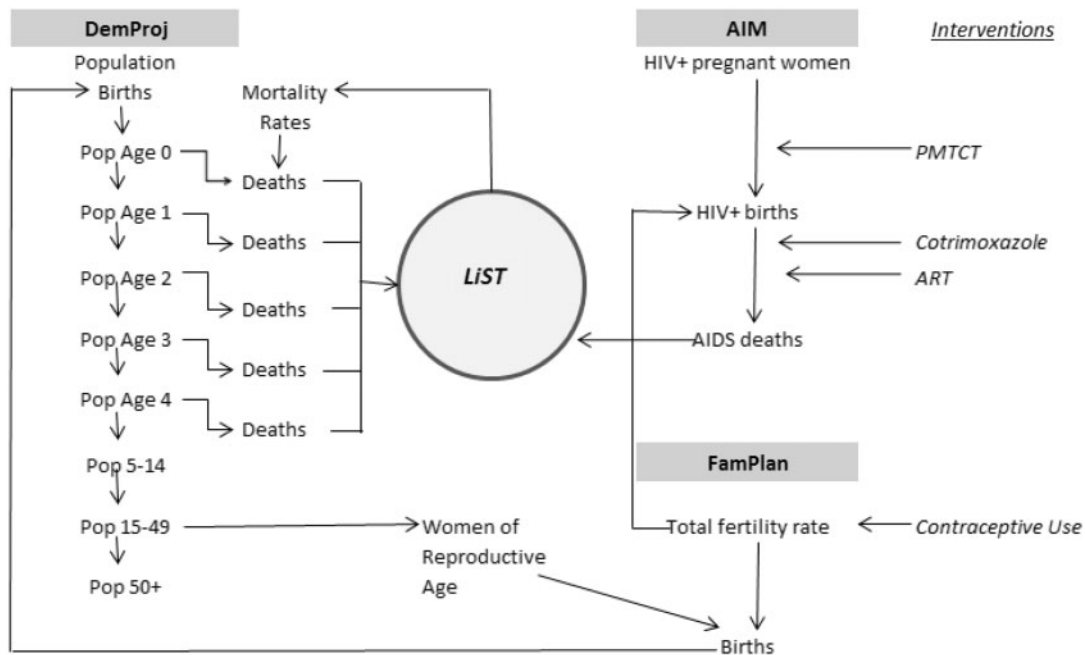 DemProj
AIM
Interventions
Population
HIV+ pregnant women
Births
Mortality
Rates
Pop Age 0
PMTCT
Deaths
Pop Age 1
HIV+ births
Deaths
Cotrimoxazole
Pop Age 2
LiST
ART
Deaths
Pop Age 3
AIDS deaths
Deaths
Pop Age 4
Deaths
Pop 5-14
FamPlan
Pop 15-49
Women of
Reproductive
Age
Total fertility rate
Contraceptive Use
Pop 50+
Births